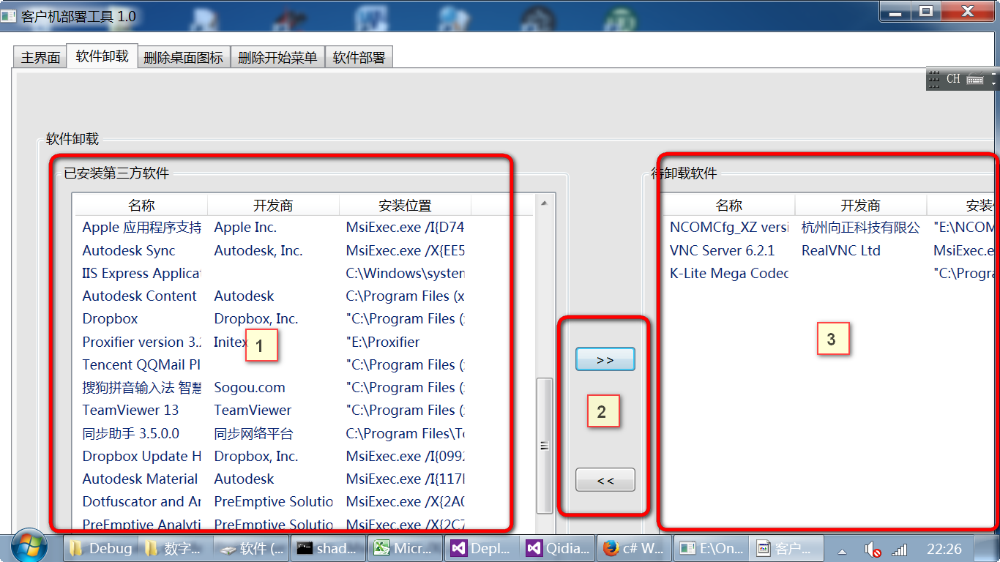 客户机部署工具 1.0
主界面 软件卸载 删除桌面图标 删除开始菜单 软件部署
CH
软件卸载
已安装第三方软件 待卸载软件
名称 开发商 安装位置 名称 开发商
Apple 应用程序支持 Apple Inc. MsiExec.exe /I{D74 NCOMCfg_XZ versi 杭州向正科技有限公 "E:\NCOM
Autodesk Sync Autodesk, Inc. MsiExec.exe /X{EE5 VNC Server 6.2.1 RealVNC Ltd MsiExec.e
IIS Express Applicat C:\Windows\system K-Lite Mega Codec "C:\Progra
Autodesk Content Autodesk C:\Program Files (x
Dropbox Dropbox, Inc. "C:\Program Files (
Proxifier version 3. Initex "E:\Proxifier
1
3
>>
Tencent QQMail Pl "C:\Program Files (
搜狗拼音输入法 智慧 Sogou.com "C:\Program Files (
TeamViewer 13 TeamViewer "C:\Program Files (
2
同步助手 3.5.0.0 同步网络平台 C:\Program Files\Te
Dropbox Update H Dropbox, Inc. MsiExec.exe /I{099
Autodesk Material Autodesk MsiExec.exe /I{117
<<
Dotfuscator and Ar PreEmptive Solutio MsiExec.exe /X{2A0
PreEmptive Analyti PreEmptive Solutio MsiExec.exe /X{2C7
Debug 数字... 软件 (... shad... Micr... Depl... Qidia... c# W... E:\On... 客户... 22:26